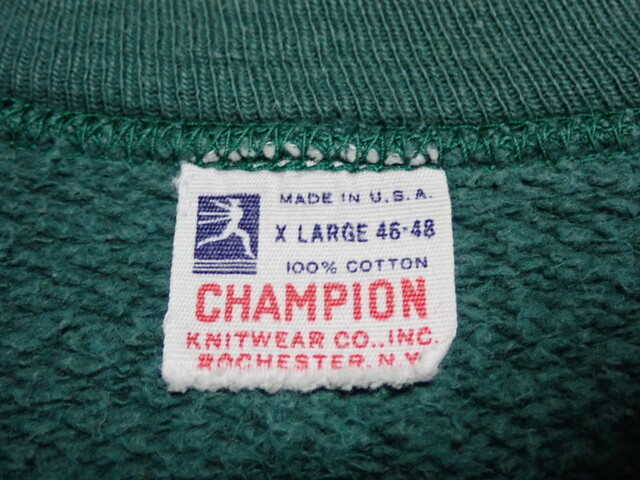 MADE IN U.S.A.
X LARGE 46-48
100% COTTON
CHAMPION
KNITWEAR CO., INC.
ROCHESTER, N.Y.